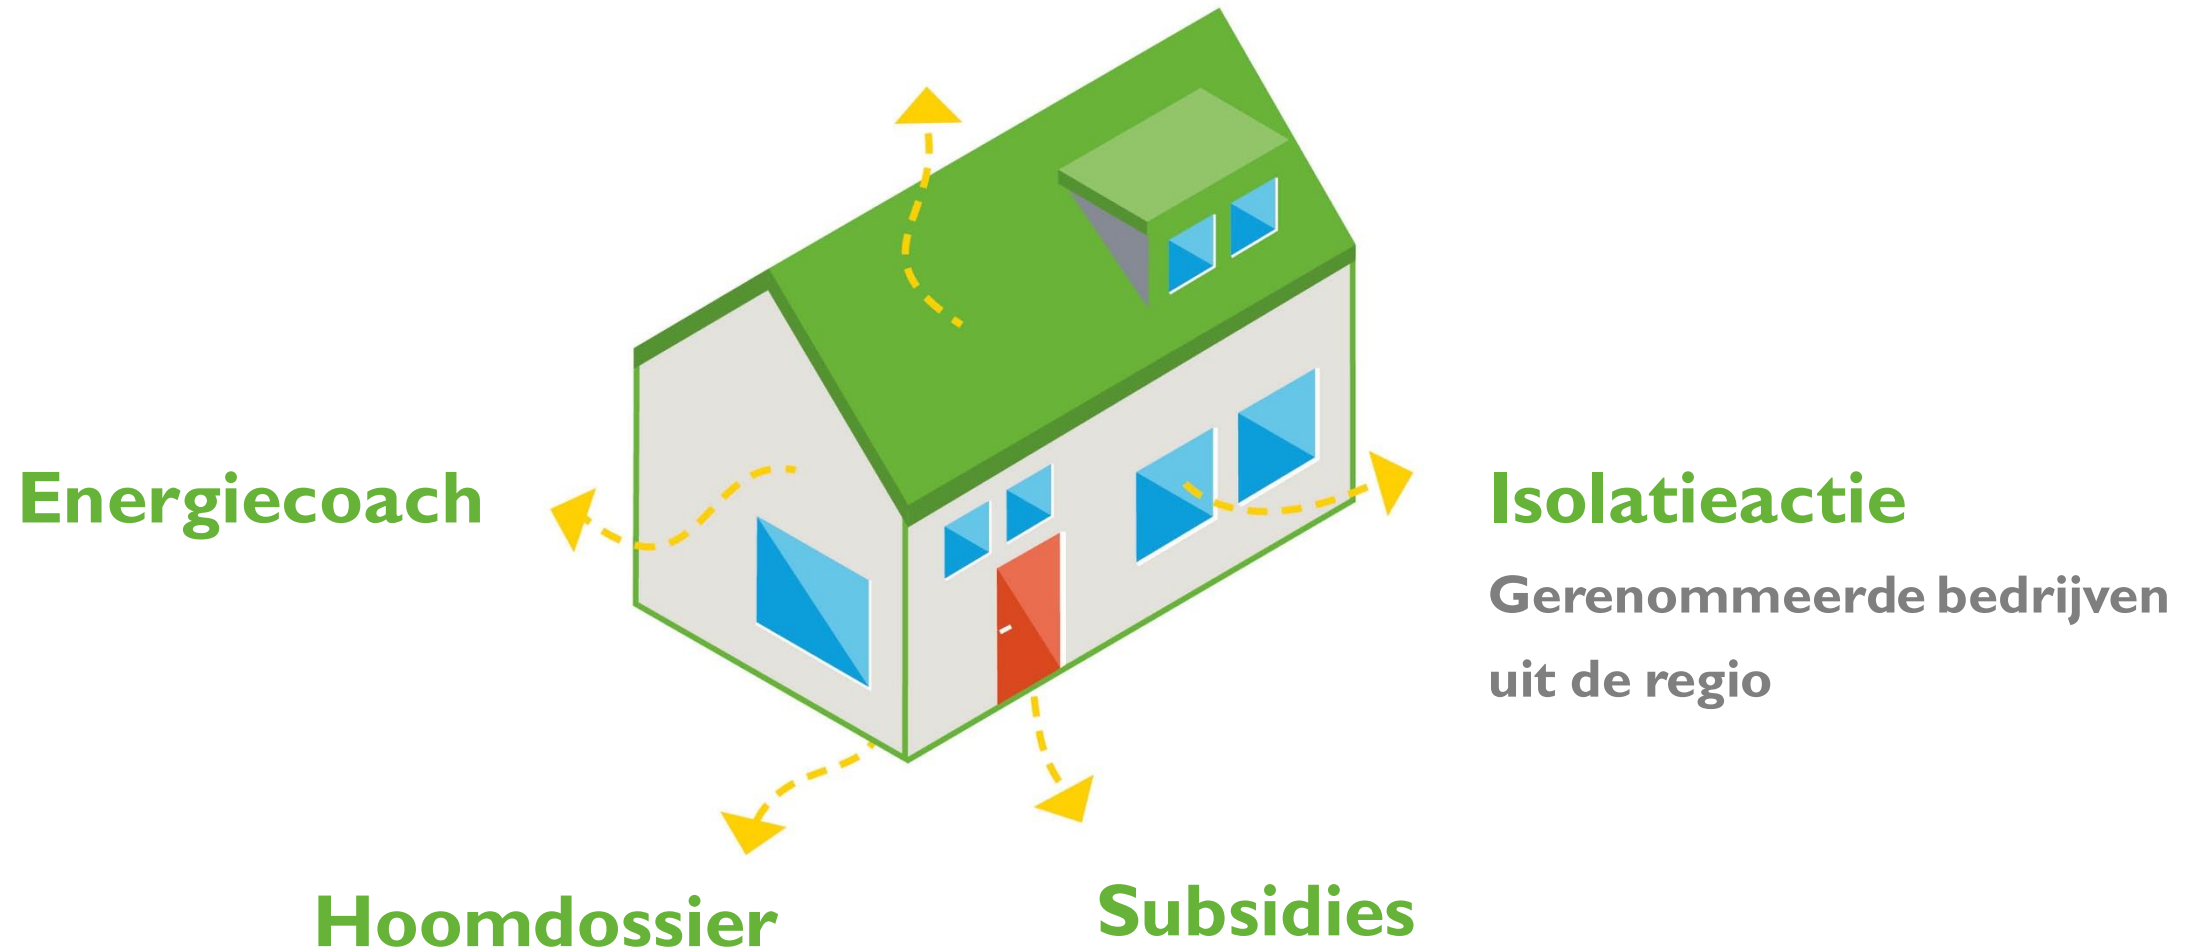 Energiecoach
Isolatieactie
Gerenommeerde bedrijven
uit de regio
Hoomdossier
Subsidies